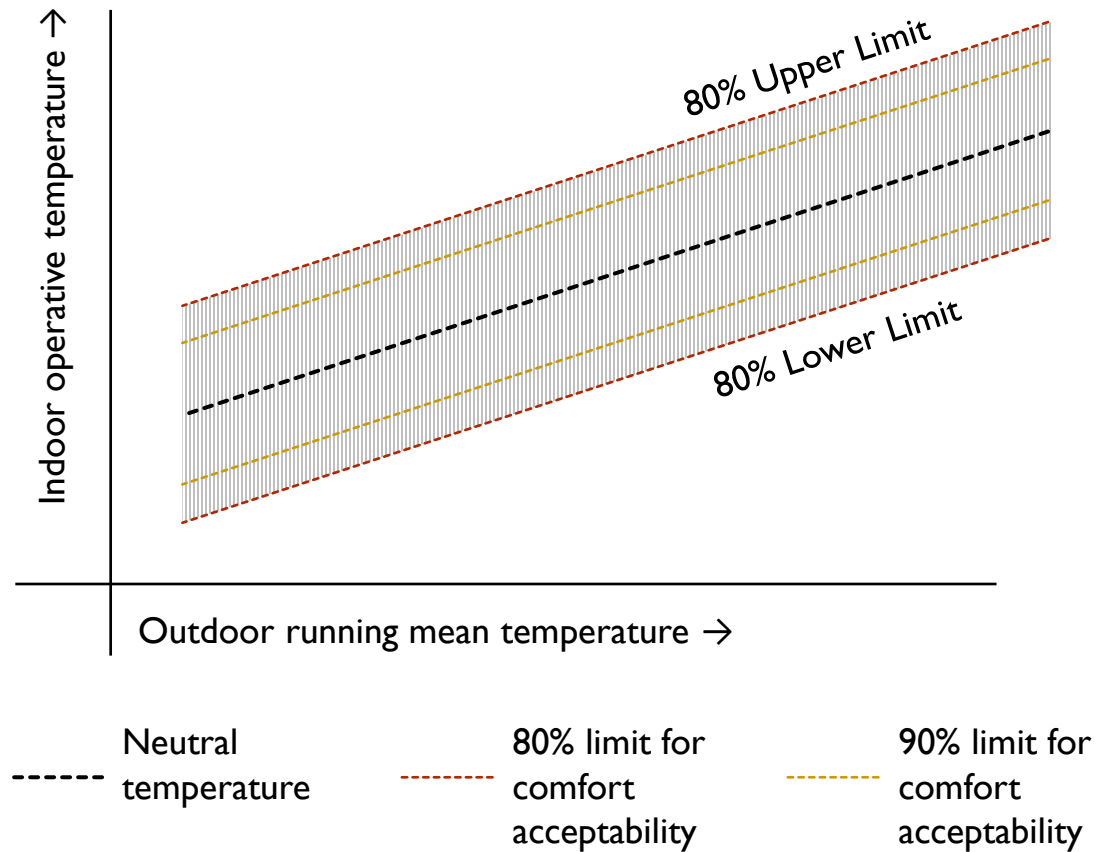 Indoor operative temperature →
80% Upper Limit
80% Lower Limit
Outdoor running mean temperature →
Neutral
temperature
80% limit for
comfort
acceptability
90% limit for
comfort
acceptability